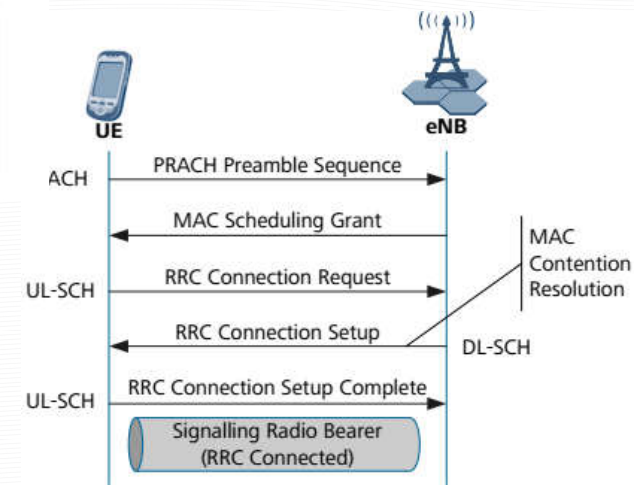 UE
eNB
PRACH Preamble Sequence
ACH
MAC Scheduling Grant
MAC
Contention
Resolution
RRC Connection Request
UL-SCH
RRC Connection Setup
DL-SCH
RRC Connection Setup Complete
UL-SCH
Signalling Radio Bearer
(RRC Connected)